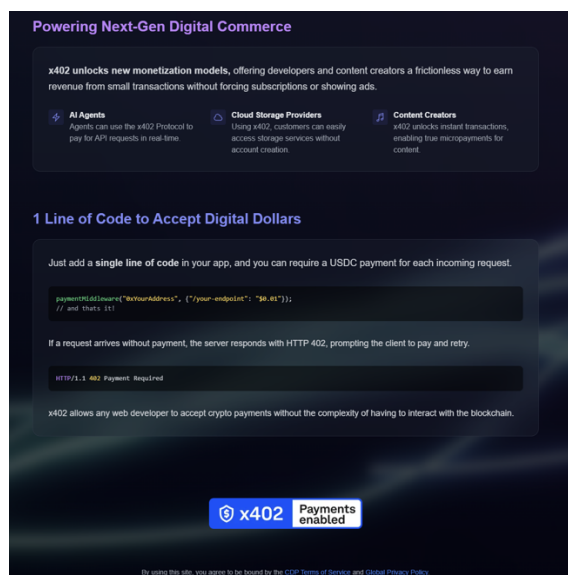 Powering Next-Gen Digital Commerce
x402 unlocks new monetization models, offering developers and content creators a frictionless way to earn
revenue from small transactions without forcing subscriptions or showing ads.
AI Agents
Agents can use the x402 Protocol to
pay for API requests in real-time.
Cloud Storage Providers
Using x402, customers can easily
access storage services without
account creation.
Content Creators
x402 unlocks instant transactions,
enabling true micropayments for
content.
1 Line of Code to Accept Digital Dollars
Just add a single line of code in your app, and you can require a USDC payment for each incoming request.
paymentMiddleware("0xYourAddress", {"/your-endpoint": "$0.01"});
// and thats it!
If a request arrives without payment, the server responds with HTTP 402, prompting the client to pay and retry.
HTTP/1.1 402 Payment Required
x402 allows any web developer to accept crypto payments without the complexity of having to interact with the blockchain.
x402 Payments
enabled
By using this site, you agree to be bound by the CDP Terms of Service and Global Privacy Policy.